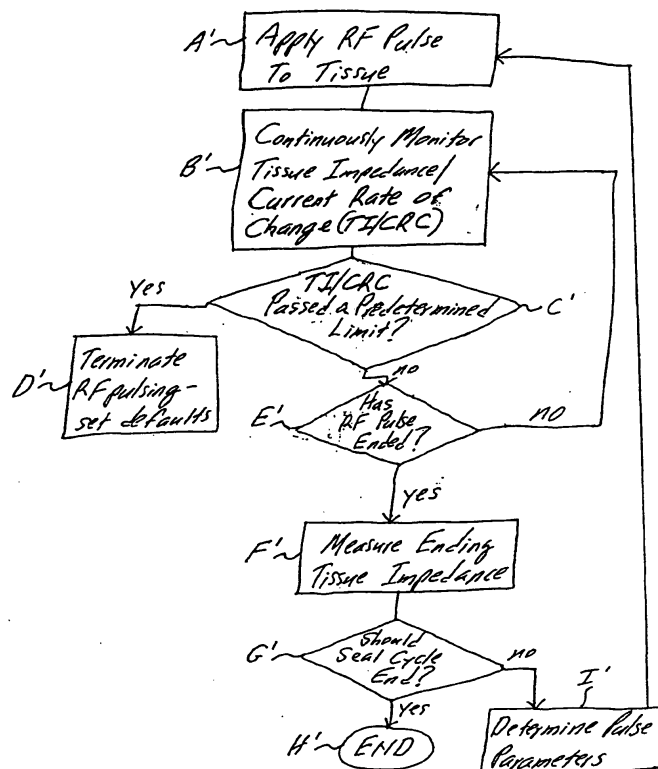 A'
Apply RF Pulse
To Tissue
B'
Continuously Monitor
Tissue Impedance/
Current Rate of
Change (TI/CRC)
TI/CRC
Passed a Predetermined
Limit?
C'
yes
no
D'
Terminate
RF pulsing-
set defaults
E'
Has
RF Pulse
Ended?
no
yes
F'
Measure Ending
Tissue Impedance
G'
Should
Seal Cycle
End?
no
yes
H'
END
I'
Determine Pulse
Parameters